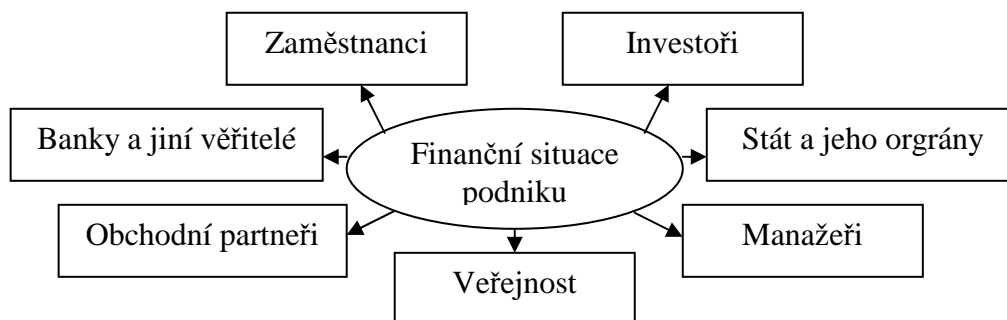 Zaměstnanci
Investoři
Banky a jiní věřitelé
Finanční situace
podniku
Stát a jeho orgrány
Obchodní partneři
Manažeři
Veřejnost